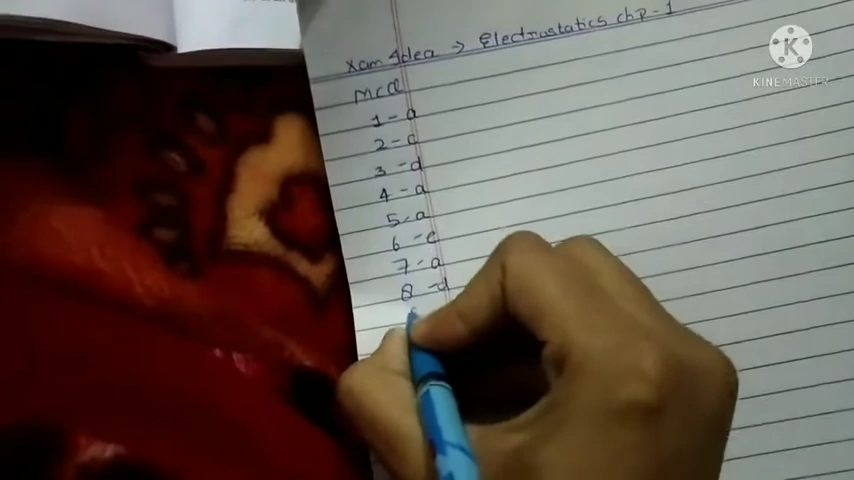 Xam idea → Electrostatics chp-1
MCQ
1 - a
2 - c
3 - d
4 - a
5 - a
6 - c
7 - a
8 - d
KINEMASTER